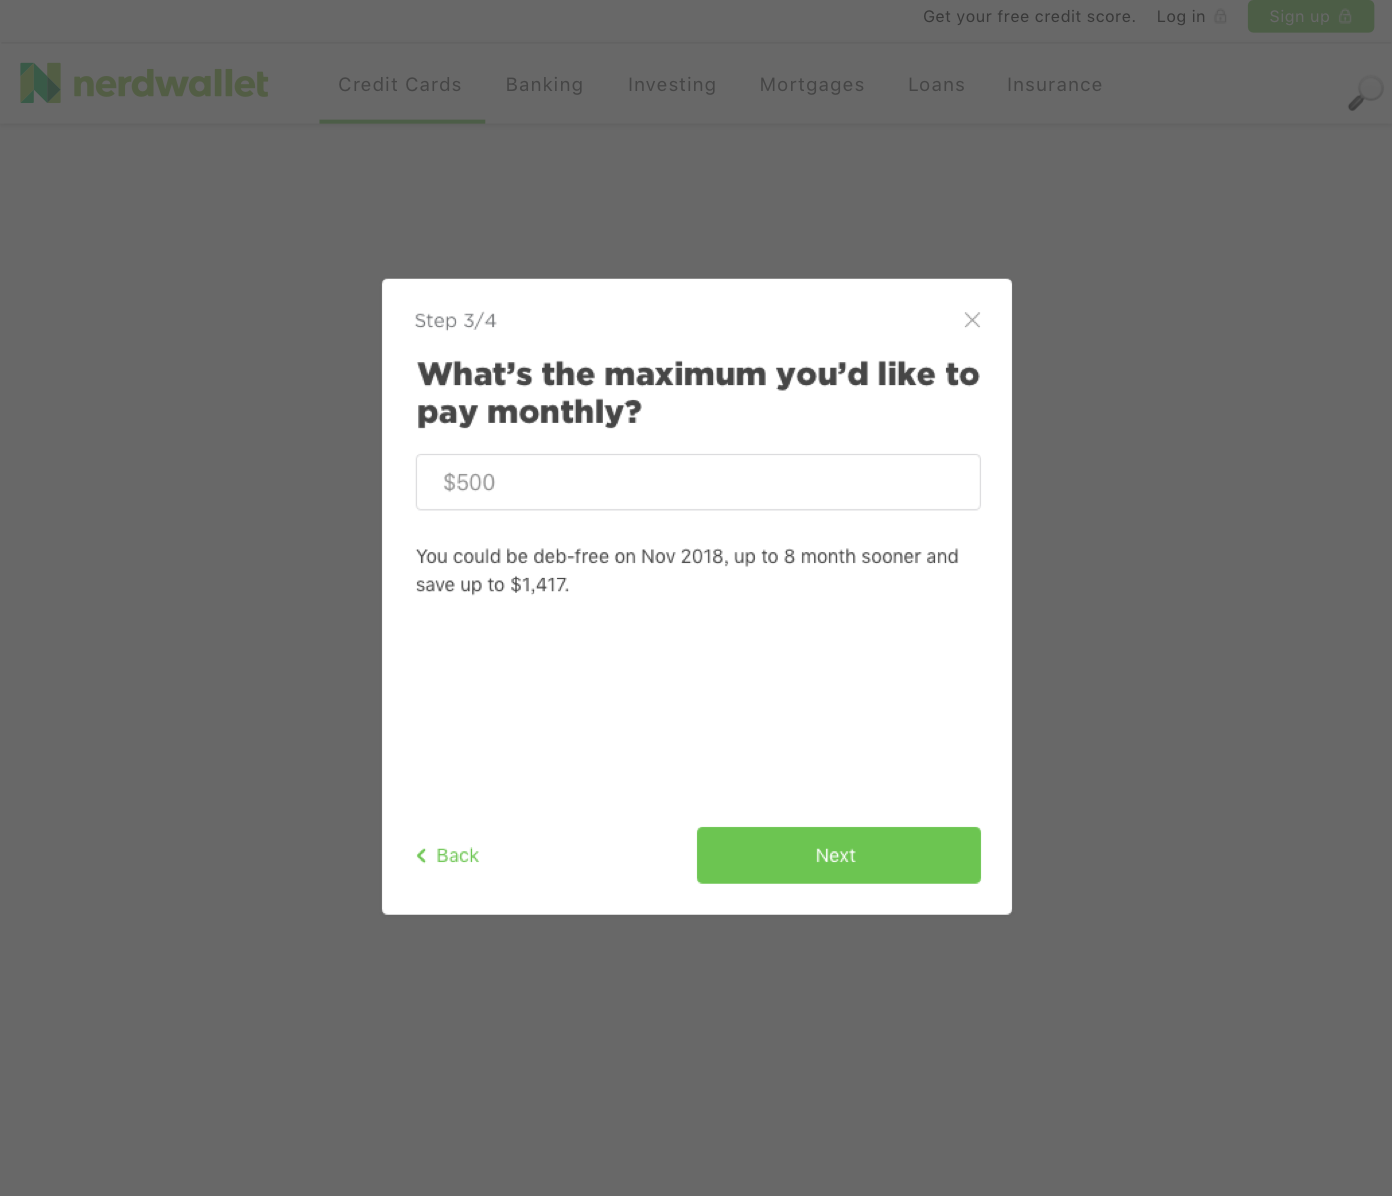 Get your free credit score. Log in Sign up
nerdwallet Credit Cards Banking Investing Mortgages Loans Insurance
Step 3/4
What’s the maximum you’d like to
pay monthly?
$500
You could be deb-free on Nov 2018, up to 8 month sooner and
save up to $1,417.
Back Next